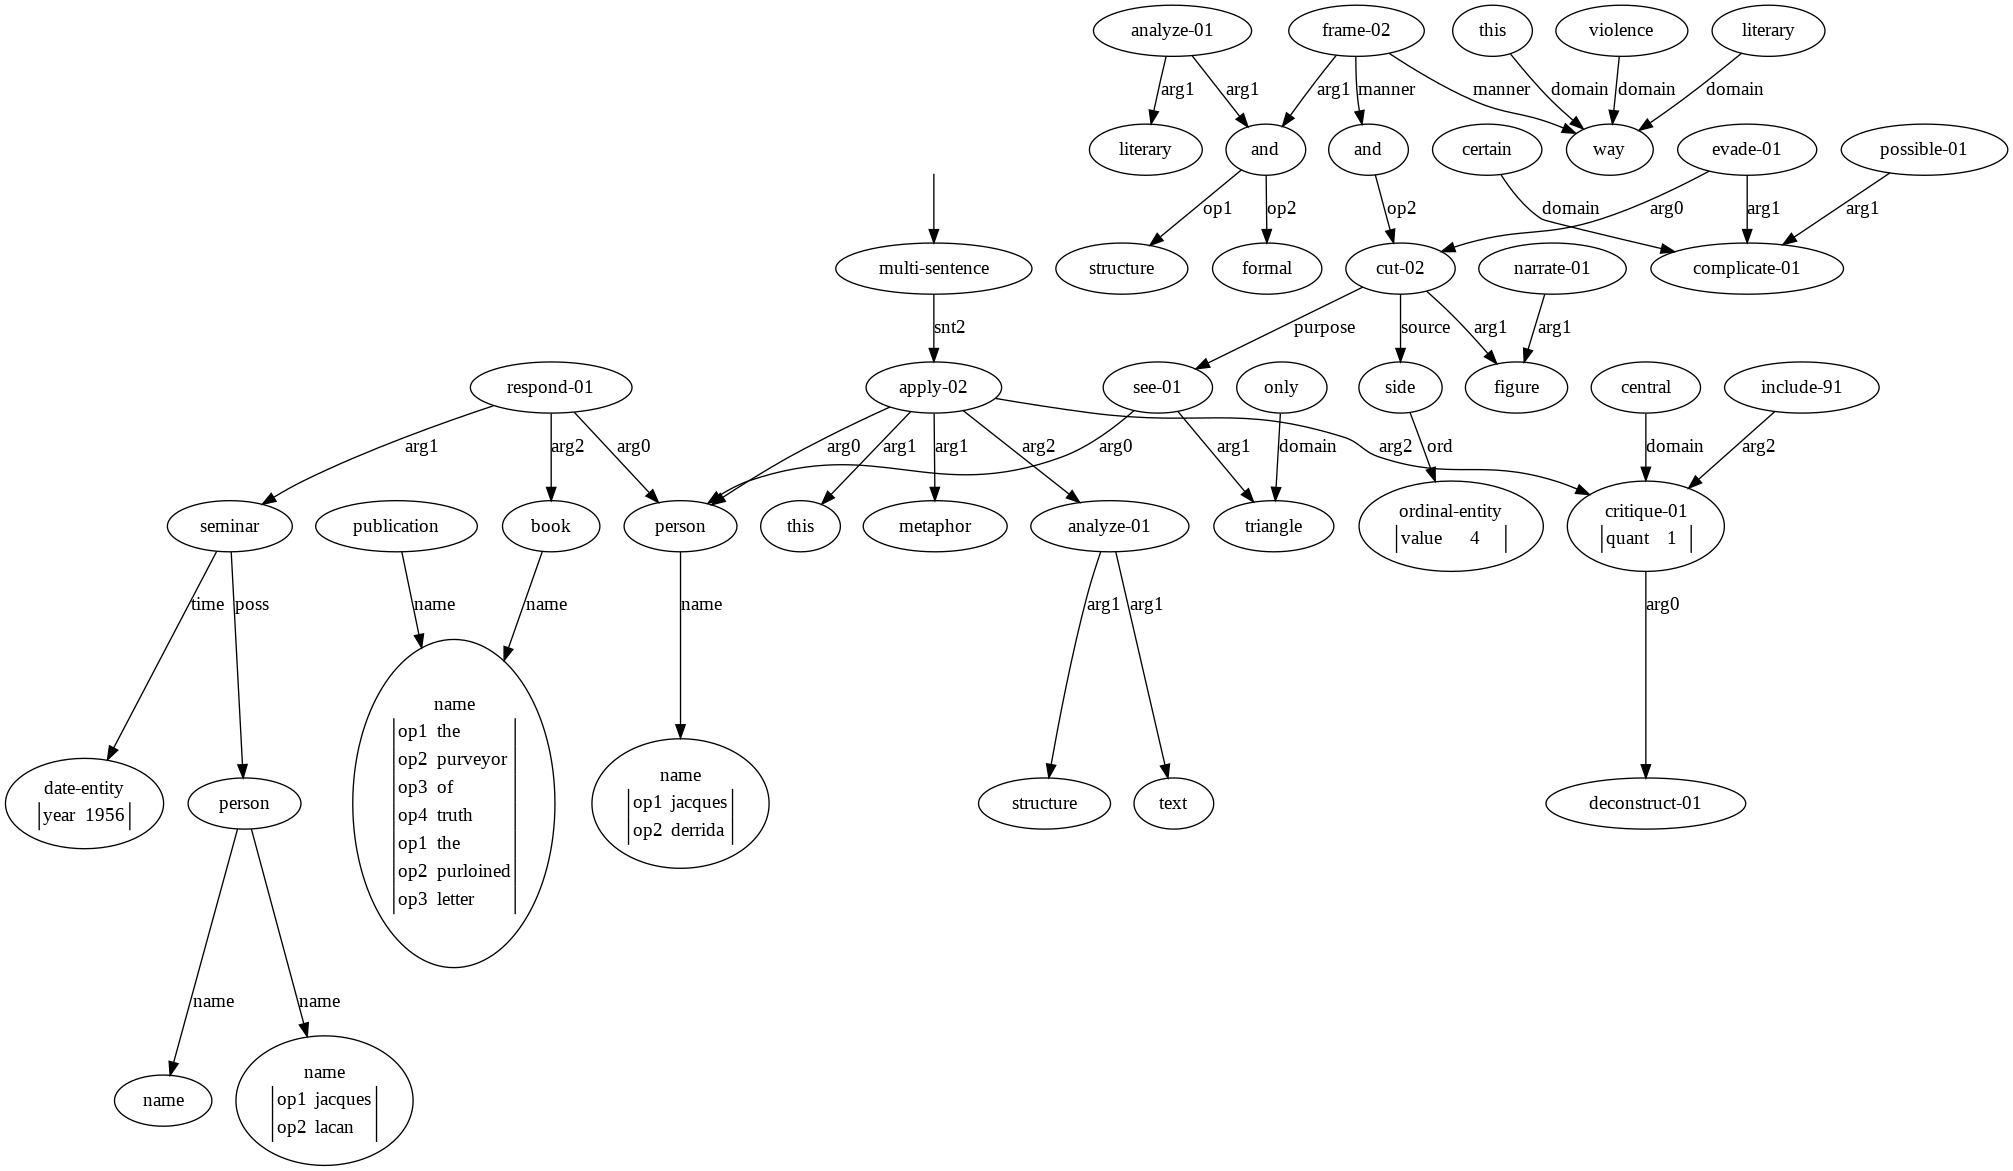 analyze-01
frame-02
this
violence
literary
arg1
arg1
arg1
manner
manner
domain
domain
domain
literary
and
and
certain
way
evade-01
possible-01
op1
op2
op2
domain
arg0
arg1
arg1
multi-sentence
structure
formal
cut-02
narrate-01
complicate-01
snt2
purpose
source
arg1
arg1
respond-01
apply-02
see-01
only
side
figure
central
include-91
arg1
arg2
arg0
arg0
arg1
arg1
arg2
arg0
arg1
domain
arg2
ord
domain
arg2
seminar
publication
book
person
this
metaphor
analyze-01
triangle
ordinal-entity
value 4
critique-01
quant 1
time
poss
name
name
name
arg1
arg1
arg0
date-entity
year 1956
person
name
op1 the
op2 purveyor
op3 of
op4 truth
op1 the
op2 purloined
op3 letter
name
op1 jacques
op2 derrida
structure
text
deconstruct-01
name
name
name
name
op1 jacques
op2 lacan